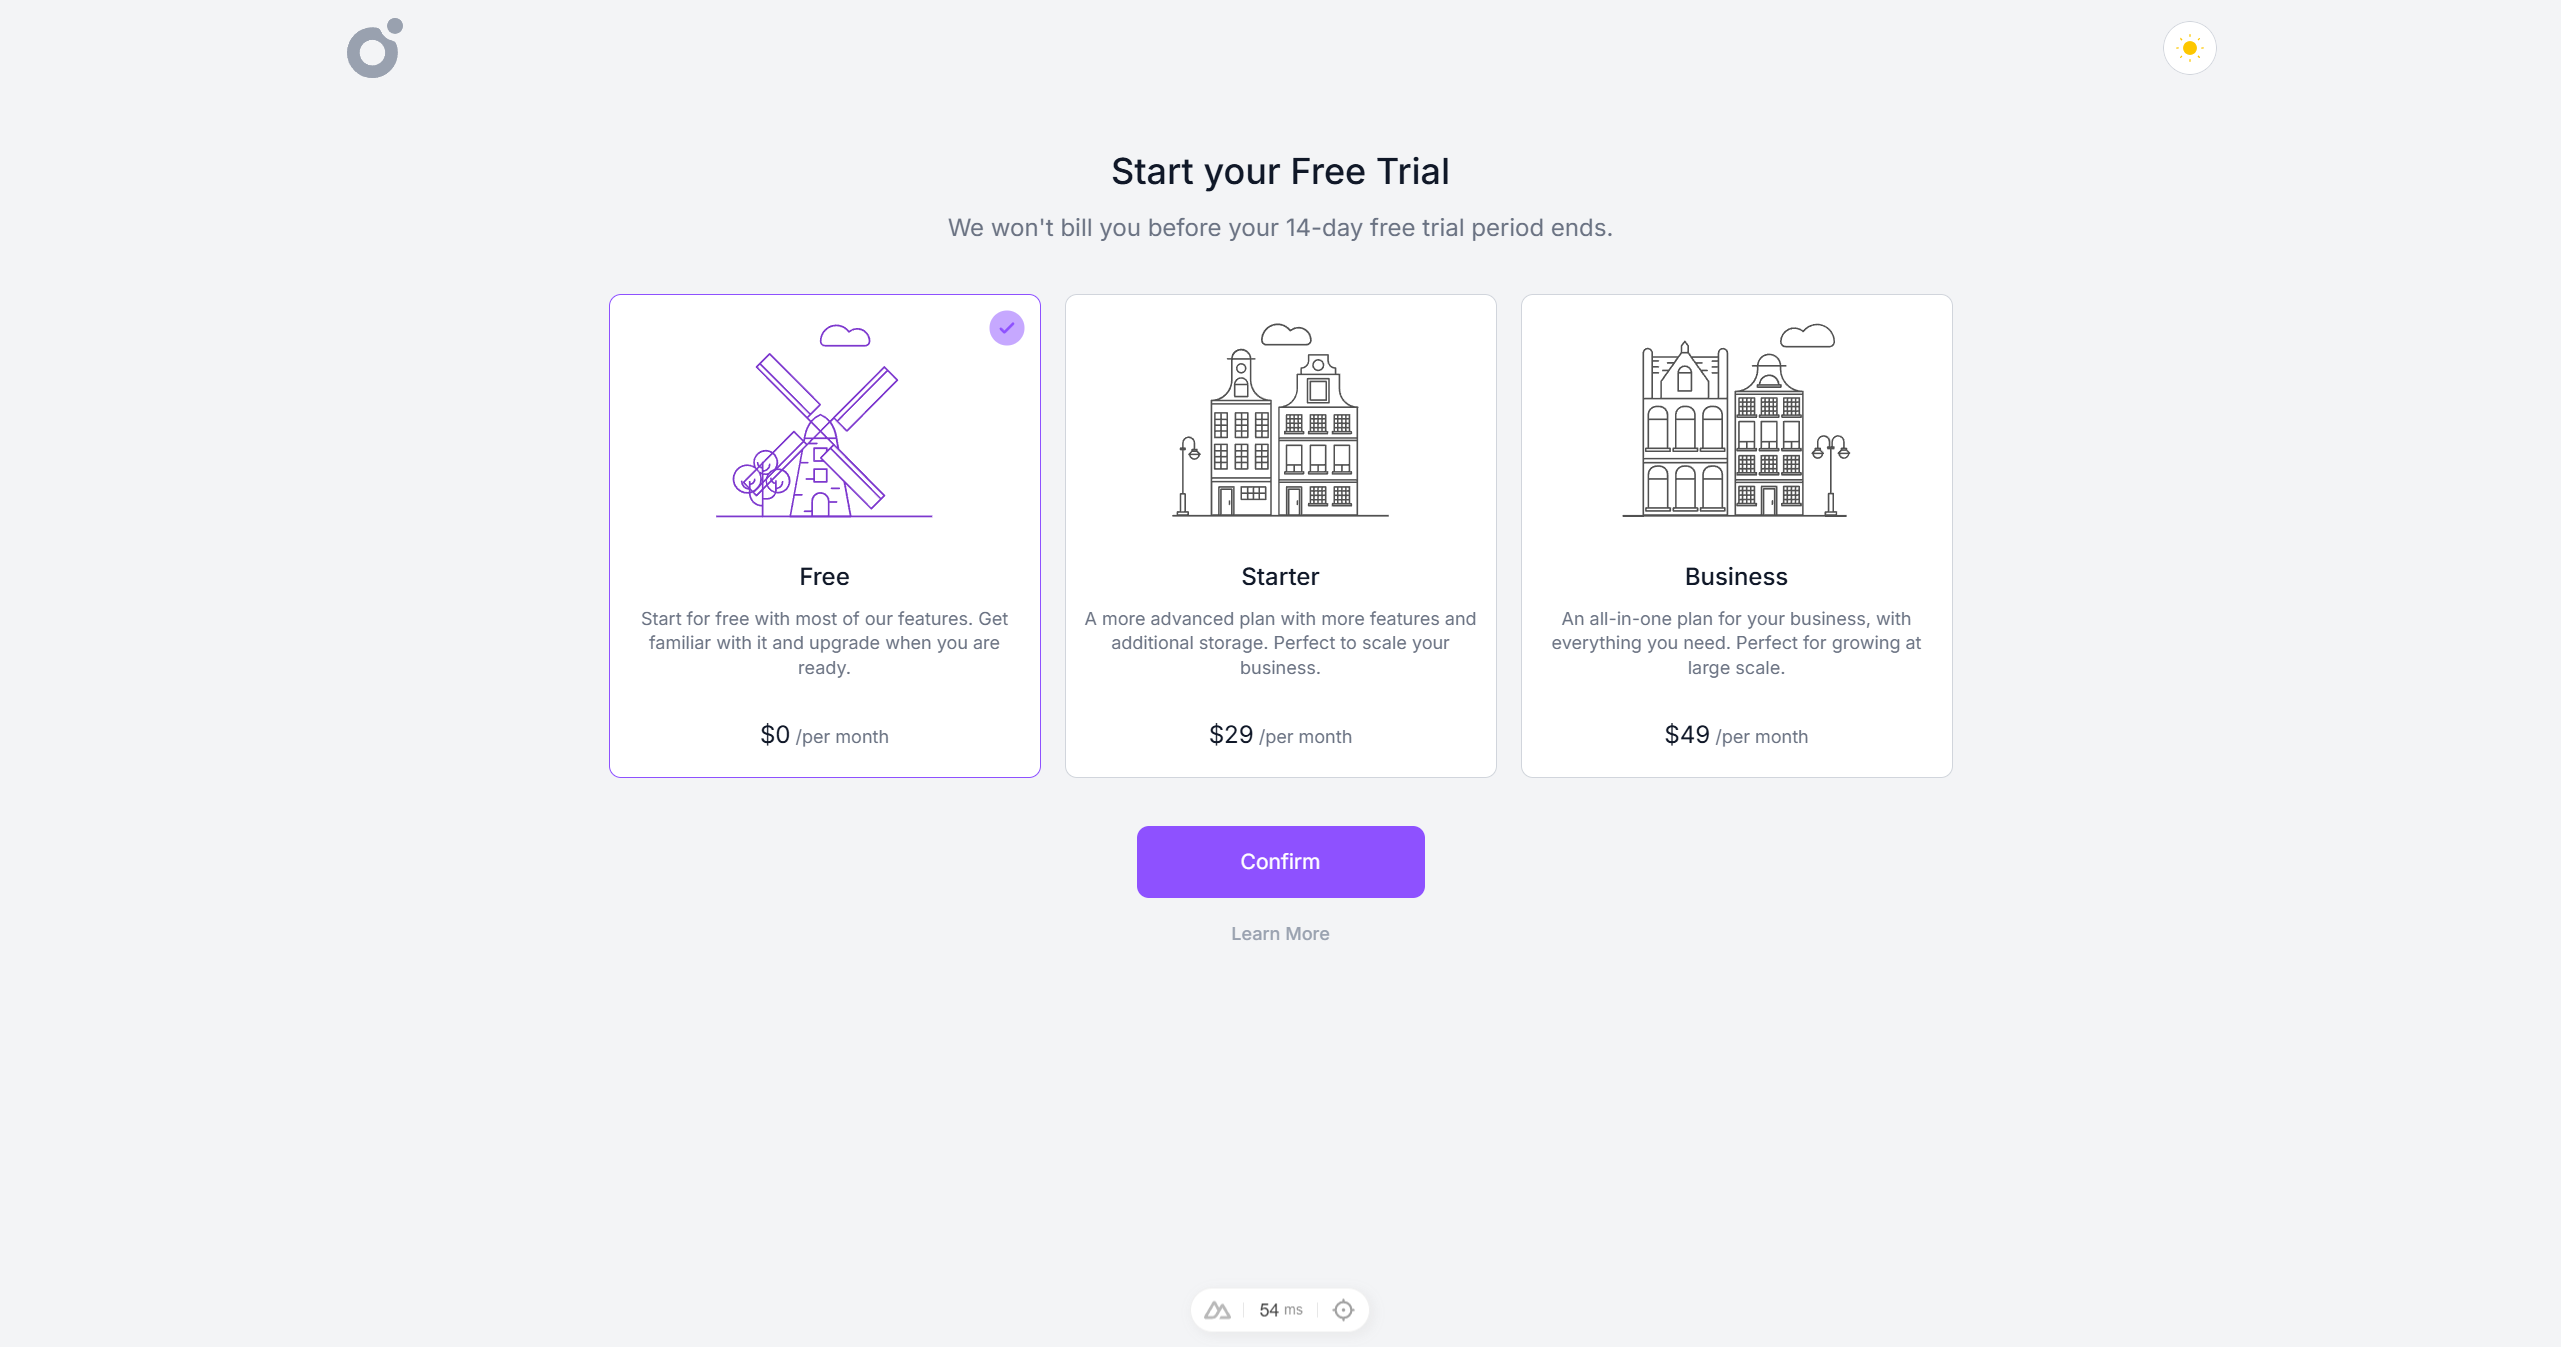 Start your Free Trial
We won't bill you before your 14-day free trial period ends.
Free
Start for free with most of our features. Get
familiar with it and upgrade when you are
ready.
$0 /per month
Starter
A more advanced plan with more features and
additional storage. Perfect to scale your
business.
$29 /per month
Business
An all-in-one plan for your business, with
everything you need. Perfect for growing at
large scale.
$49 /per month
Confirm
Learn More
54 ms